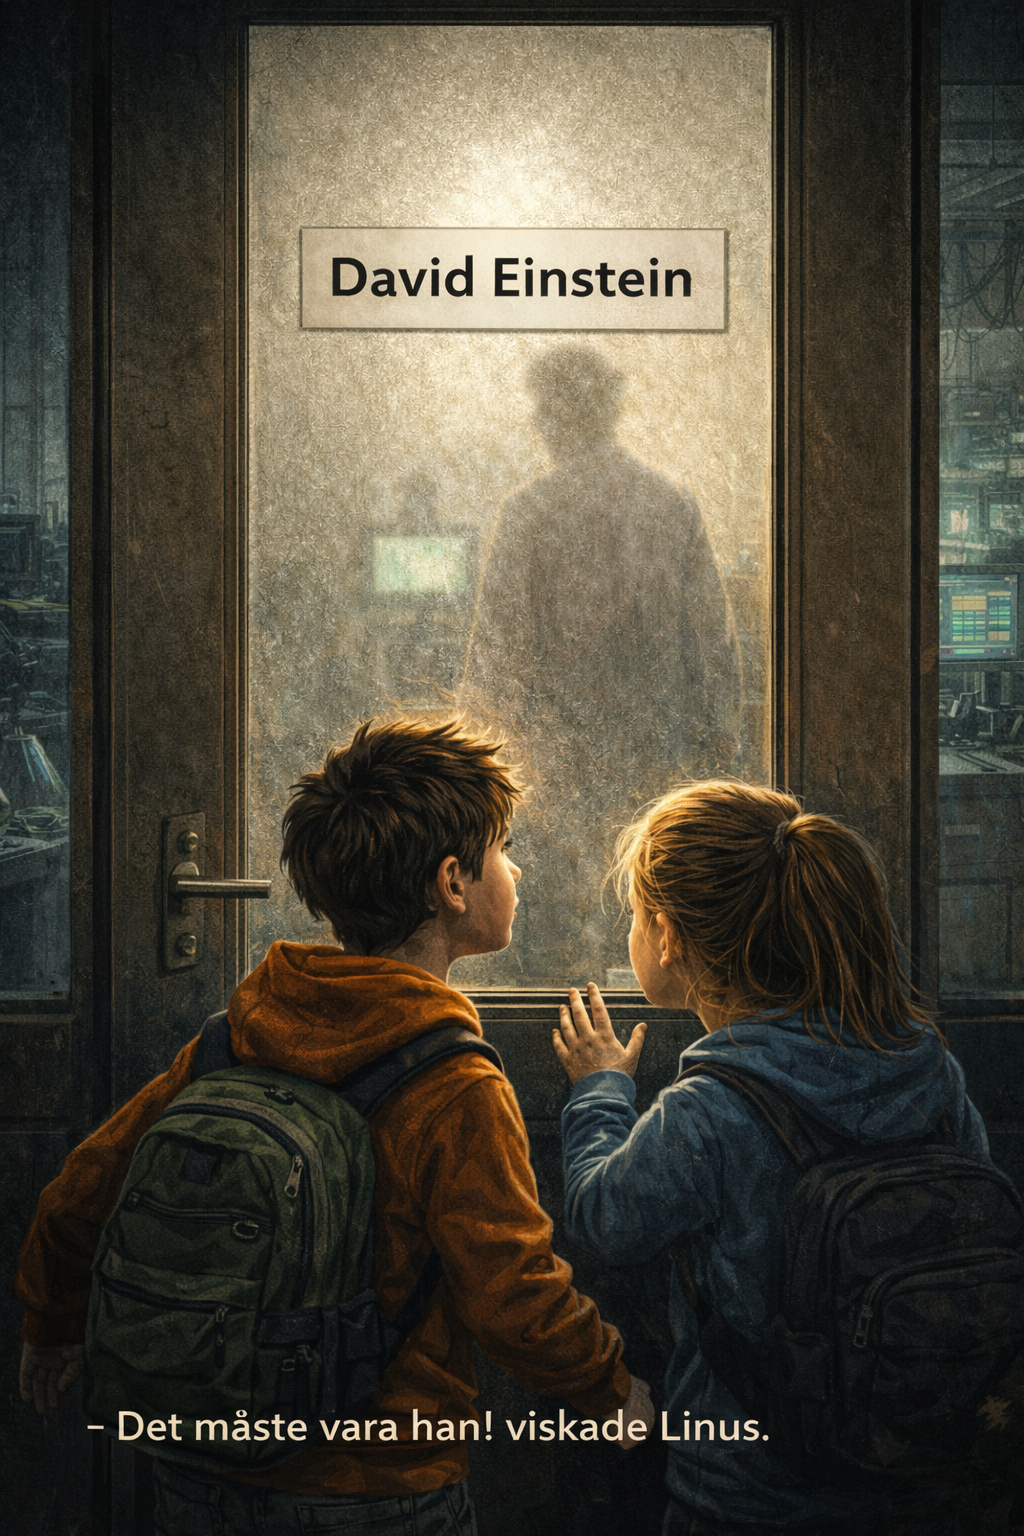 David Einstein
– Det måste vara han! viskade Linus.